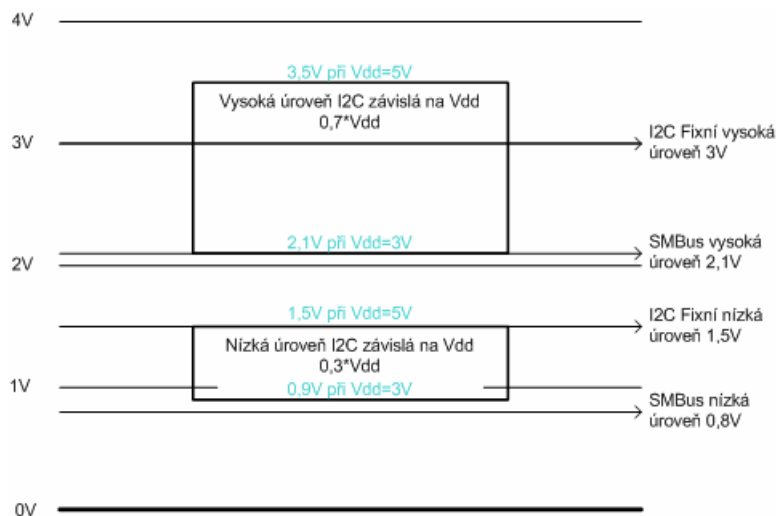 4V
3,5V při Vdd=5V
Vysoká úroveň I2C závislá na Vdd
0,7*Vdd
3V
I2C Fixní vysoká
úroveň 3V
2,1V při Vdd=3V
SMBus vysoká
úroveň 2,1V
2V
1,5V při Vdd=5V
I2C Fixní nízká
úroveň 1,5V
Nízká úroveň I2C závislá na Vdd
0,3*Vdd
1V
0,9V při Vdd=3V
SMBus nízká
úroveň 0,8V
0V